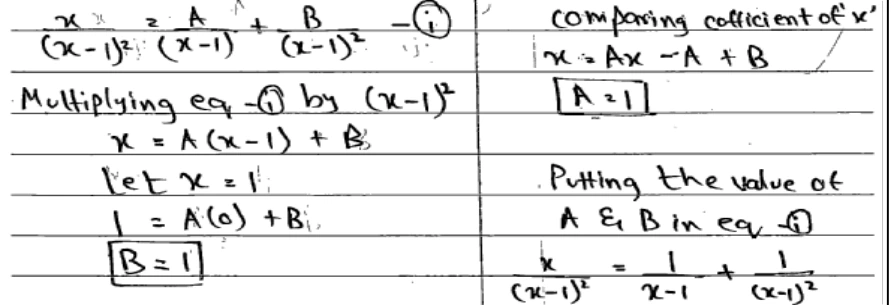 x/(x-1)² = A/(x-1) + B/(x-1)² - (i)
Multiplying eq -(i) by (x-1)²
x = A(x-1) + B
let x = 1
1 = A(0) + B
B = 1
comparing cofficient of 'x'
x = Ax - A + B
A = 1
Putting the value of
A & B in eq -(i)
x/(x-1)² = 1/(x-1) + 1/(x-1)²